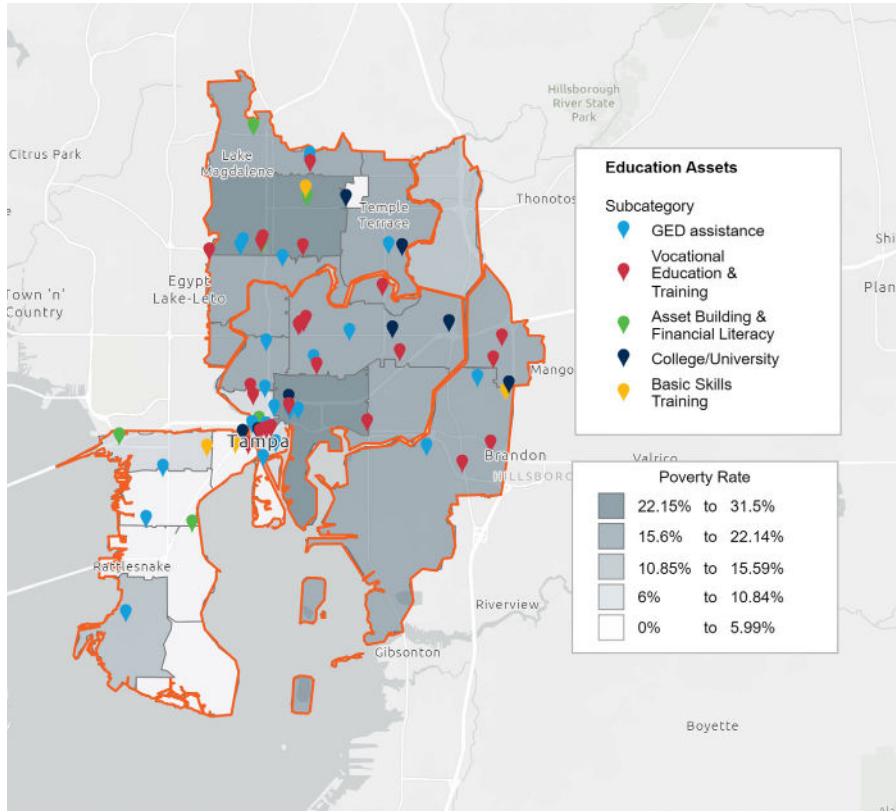 Hillsborough
River State
Park
Citrus Park
Lake
Magdalene
Thonotos
Temple
Terrace
Egypt
Lake-Leto
Town 'n'
Country
Shi
Plan
Mango
Tampa
Brandon
Valrico
HILLSBORO
Rattlesnake
Riverview
Gibsonton
Boyette
Education Assets
Subcategory
GED assistance
Vocational
Education &
Training
Asset Building &
Financial Literacy
College/University
Basic Skills
Training
Poverty Rate
22.15% to 31.5%
15.6% to 22.14%
10.85% to 15.59%
6% to 10.84%
0% to 5.99%